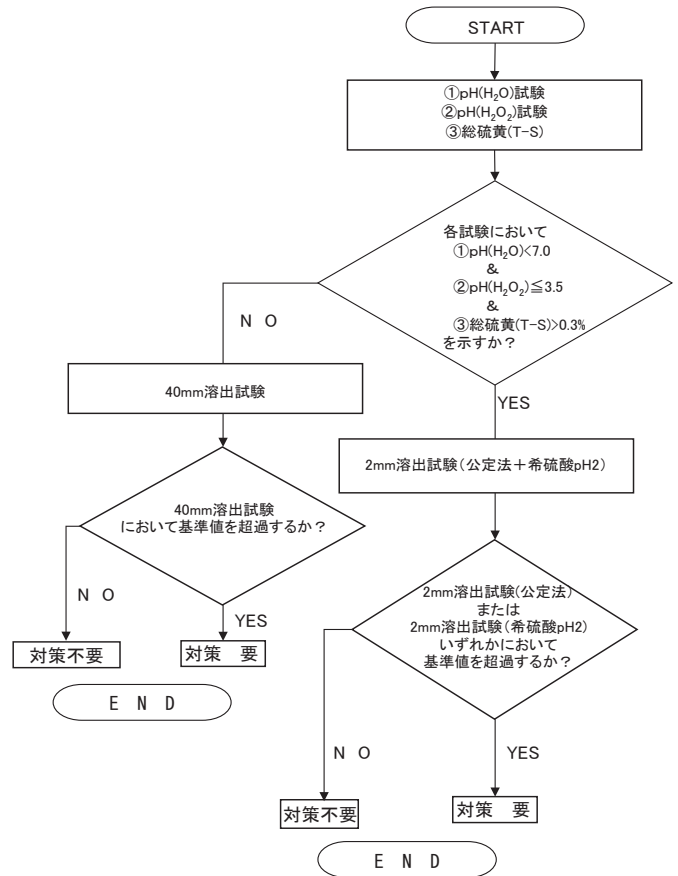 START
①pH(H₂O)試験
②pH(H₂O₂)試験
③総硫黄(T-S)
各試験において
①pH(H₂O)<7.0
&
②pH(H₂O₂)≦3.5
&
③総硫黄(T-S)>0.3%
を示すか？
N O
YES
40mm溶出試験
2mm溶出試験(公定法＋希硫酸pH2)
40mm溶出試験
において基準値を超過するか？
N O
YES
対策不要
対策 要
E N D
2mm溶出試験(公定法)
または
2mm溶出試験(希硫酸pH2)
いずれかにおいて
基準値を超過するか？
N O
YES
対策不要
対策 要
E N D